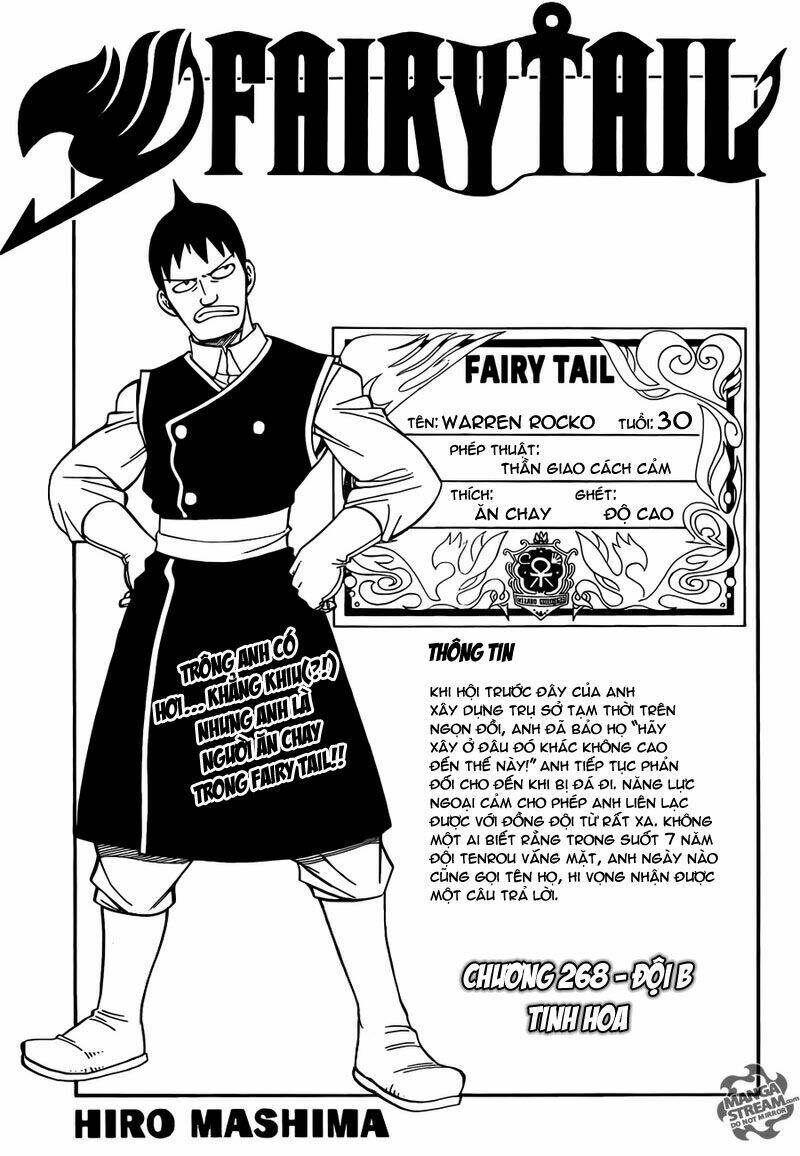 FAIRY TAIL
FAIRY TAIL
TÊN: WARREN ROCKO TUỔI: 30
PHÉP THUẬT:
THẦN GIAO CÁCH CẢM
THÍCH: GHÉT:
ĂN CHAY ĐỘ CAO
TRÔNG ANH CÓ
HƠI... KHẲNG KHIU(?!)
NHƯNG ANH LÀ
NGƯỜI ĂN CHAY
TRONG FAIRY TAIL!!
THÔNG TIN
KHI HỘI TRƯỚC ĐÂY CỦA ANH
XÂY DỰNG TRỤ SỞ TẠM THỜI TRÊN
NGỌN ĐỒI, ANH ĐÃ BẢO HỌ "HÃY
XÂY Ở ĐÂU ĐÓ KHÁC KHÔNG CAO
ĐẾN THẾ NÀY!" ANH TIẾP TỤC PHẢN
ĐỐI CHO ĐẾN KHI BỊ ĐÁ ĐI. NĂNG LỰC
NGOẠI CẢM CHO PHÉP ANH LIÊN LẠC
ĐƯỢC VỚI ĐỒNG ĐỘI TỪ RẤT XA. KHÔNG
MỘT AI BIẾT RẰNG TRONG SUỐT 7 NĂM
ĐỘI TENROU VẮNG MẶT, ANH NGÀY NÀO
CŨNG GỌI TÊN HỌ, HI VỌNG NHẬN ĐƯỢC
MỘT CÂU TRẢ LỜI.
CHƯƠNG 268 - ĐỘI B
TINH HOA
HIRO MASHIMA
MANGA
STREAM.com
DO NOT MIRROR